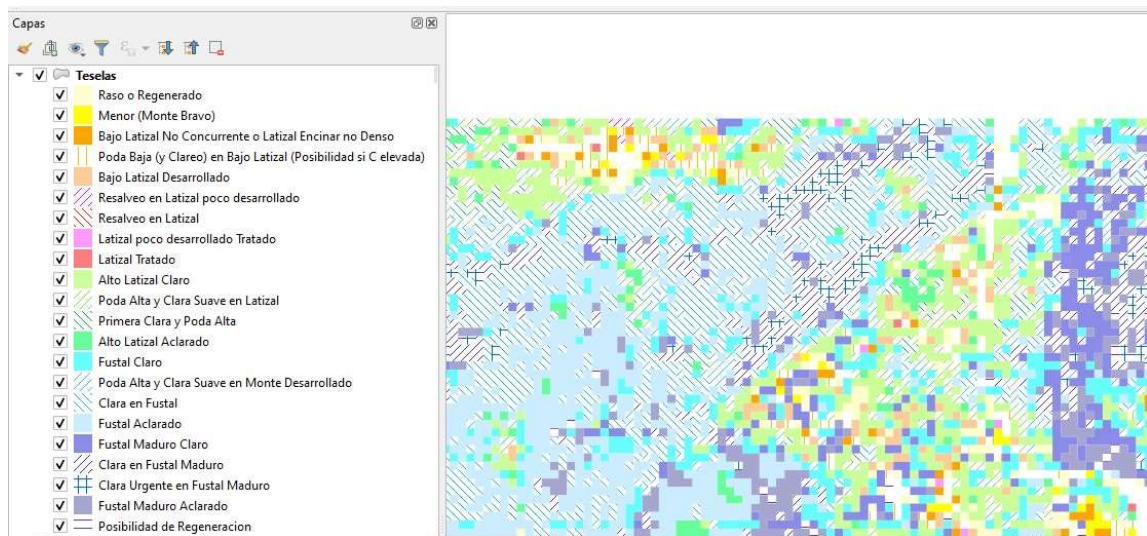 Capas
Teselas
Raso o Regenerado
Menor (Monte Bravo)
Bajo Latizal No Concurrente o Latizal Encinar no Denso
Poda Baja (y Clareo) en Bajo Latizal (Posibilidad si C elevada)
Bajo Latizal Desarrollado
Resalveo en Latizal poco desarrollado
Resalveo en Latizal
Latizal poco desarrollado Tratado
Latizal Tratado
Alto Latizal Claro
Poda Alta y Clara Suave en Latizal
Primera Clara y Poda Alta
Alto Latizal Aclarado
Fustal Claro
Poda Alta y Clara Suave en Monte Desarrollado
Clara en Fustal
Fustal Aclarado
Fustal Maduro Claro
Clara en Fustal Maduro
Clara Urgente en Fustal Maduro
Fustal Maduro Aclarado
Posibilidad de Regeneracion